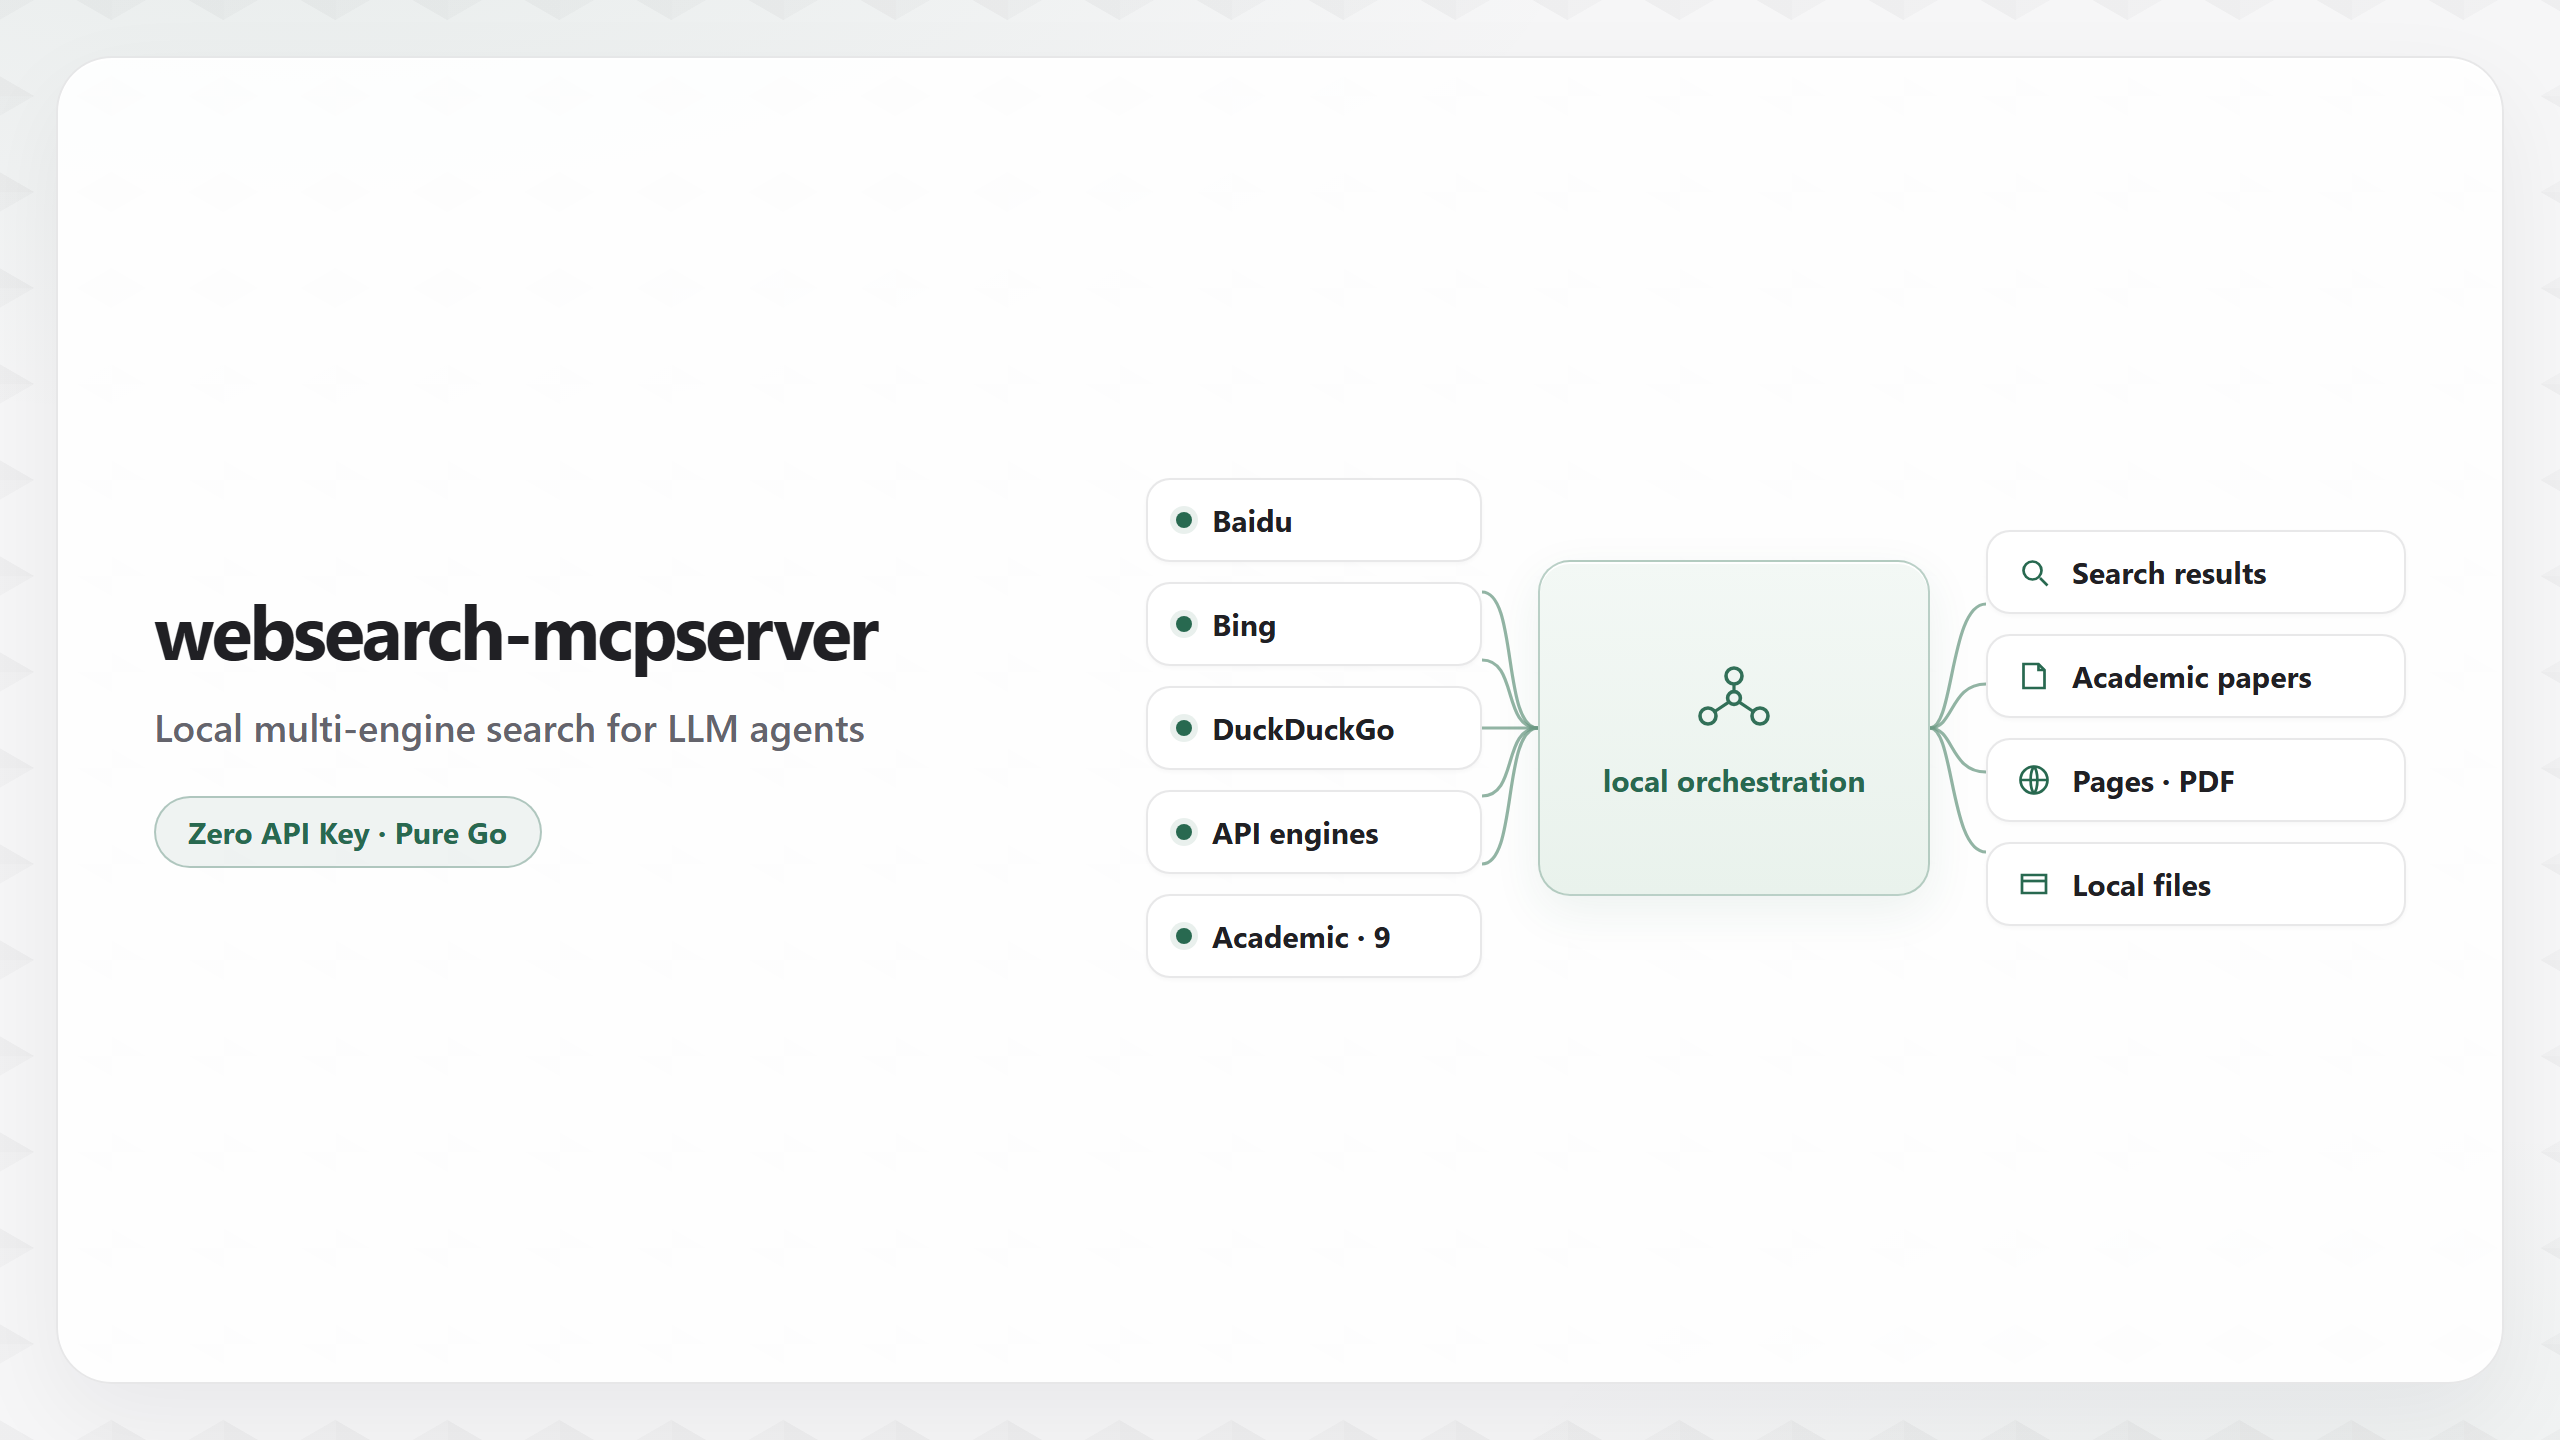 websearch-mcpserver
Local multi-engine search for LLM agents
Zero API Key · Pure Go
Baidu
Bing
DuckDuckGo
API engines
Academic · 9
local orchestration
Search results
Academic papers
Pages · PDF
Local files